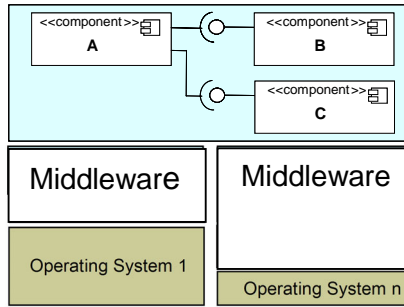 <<component>>
A
<<component>>
B
<<component>>
C
Middleware
Middleware
Operating System 1
Operating System n